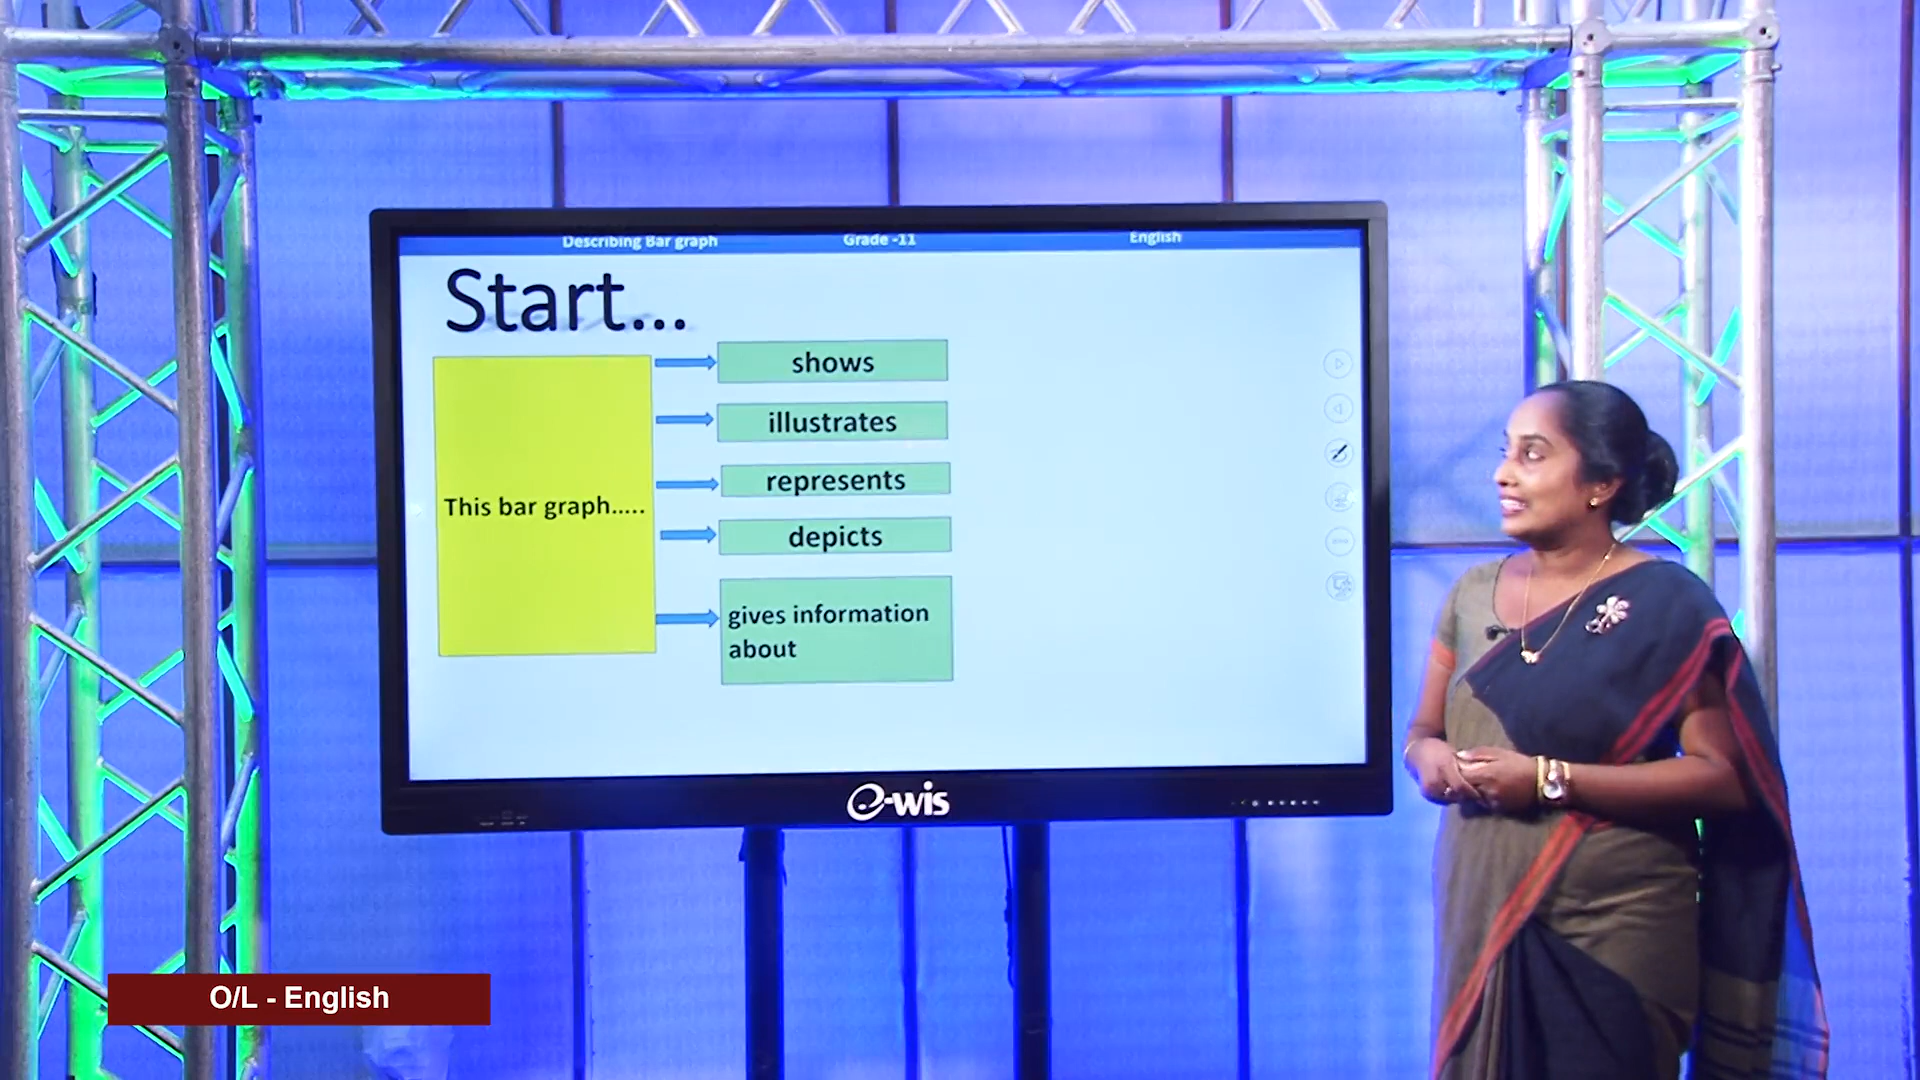 Describing Bar graph Grade -11 English
Start...
This bar graph.....
shows
illustrates
represents
depicts
gives information
about
e-wis
O/L - English